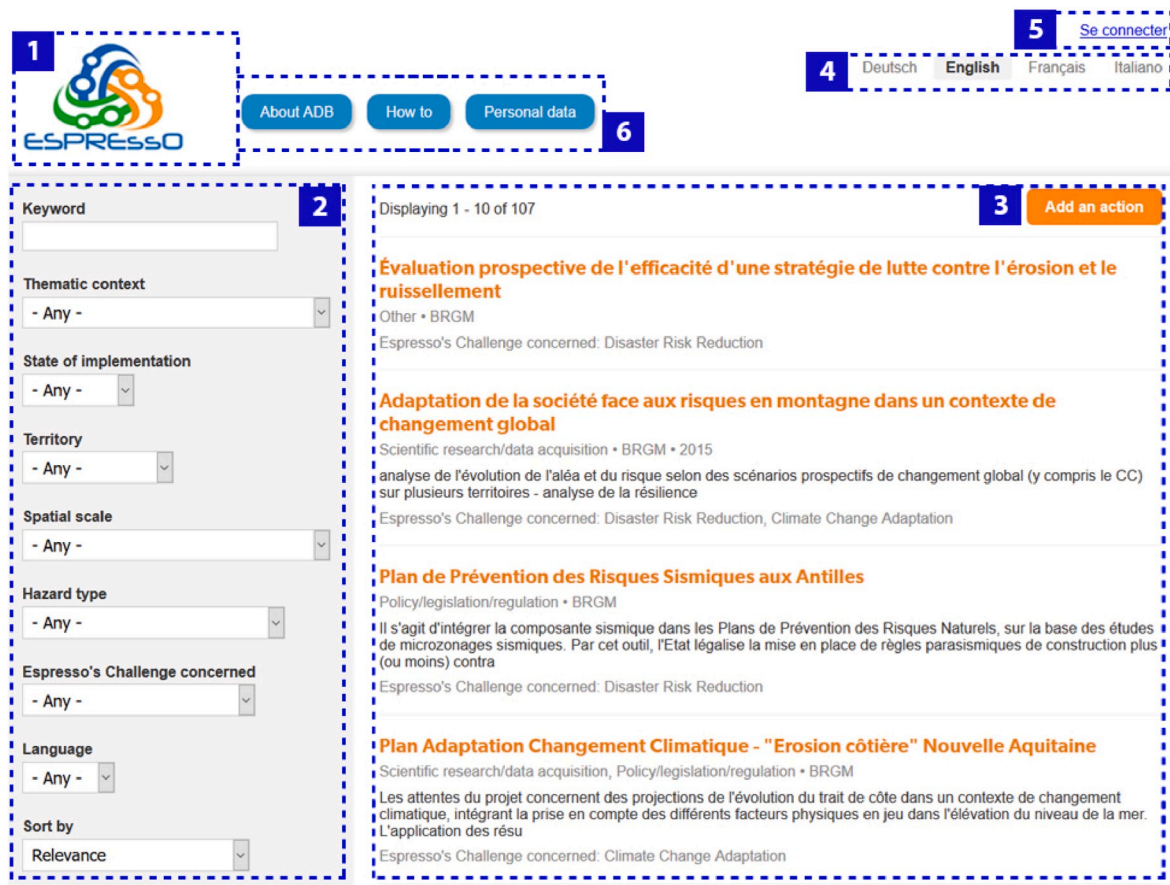 1
ESPRESSO
About ADB
How to
Personal data
6
5
Se connecter
4
Deutsch
English
Français
Italiano
2
Keyword
Thematic context
- Any -
State of implementation
- Any -
Territory
- Any -
Spatial scale
- Any -
Hazard type
- Any -
Espresso's Challenge concerned
- Any -
Language
- Any -
Sort by
Relevance
Displaying 1 - 10 of 107
3
Add an action
Évaluation prospective de l'efficacité d'une stratégie de lutte contre l'érosion et le
ruissellement
Other • BRGM
Espresso's Challenge concerned: Disaster Risk Reduction
Adaptation de la société face aux risques en montagne dans un contexte de
changement global
Scientific research/data acquisition • BRGM • 2015
analyse de l'évolution de l'aléa et du risque selon des scénarios prospectifs de changement global (y compris le CC)
sur plusieurs territoires - analyse de la résilience
Espresso's Challenge concerned: Disaster Risk Reduction, Climate Change Adaptation
Plan de Prévention des Risques Sismiques aux Antilles
Policy/legislation/regulation • BRGM
Il s'agit d'intégrer la composante sismique dans les Plans de Prévention des Risques Naturels, sur la base des études
de microzonages sismiques. Par cet outil, l'Etat légalise la mise en place de règles parasismiques de construction plus
(ou moins) contra
Espresso's Challenge concerned: Disaster Risk Reduction
Plan Adaptation Changement Climatique - "Erosion côtière" Nouvelle Aquitaine
Scientific research/data acquisition, Policy/legislation/regulation • BRGM
Les attentes du projet concernent des projections de l'évolution du trait de côte dans un contexte de changement
climatique, intégrant la prise en compte des différents facteurs physiques en jeu dans l'élévation du niveau de la mer.
L'application des résu
Espresso's Challenge concerned: Climate Change Adaptation